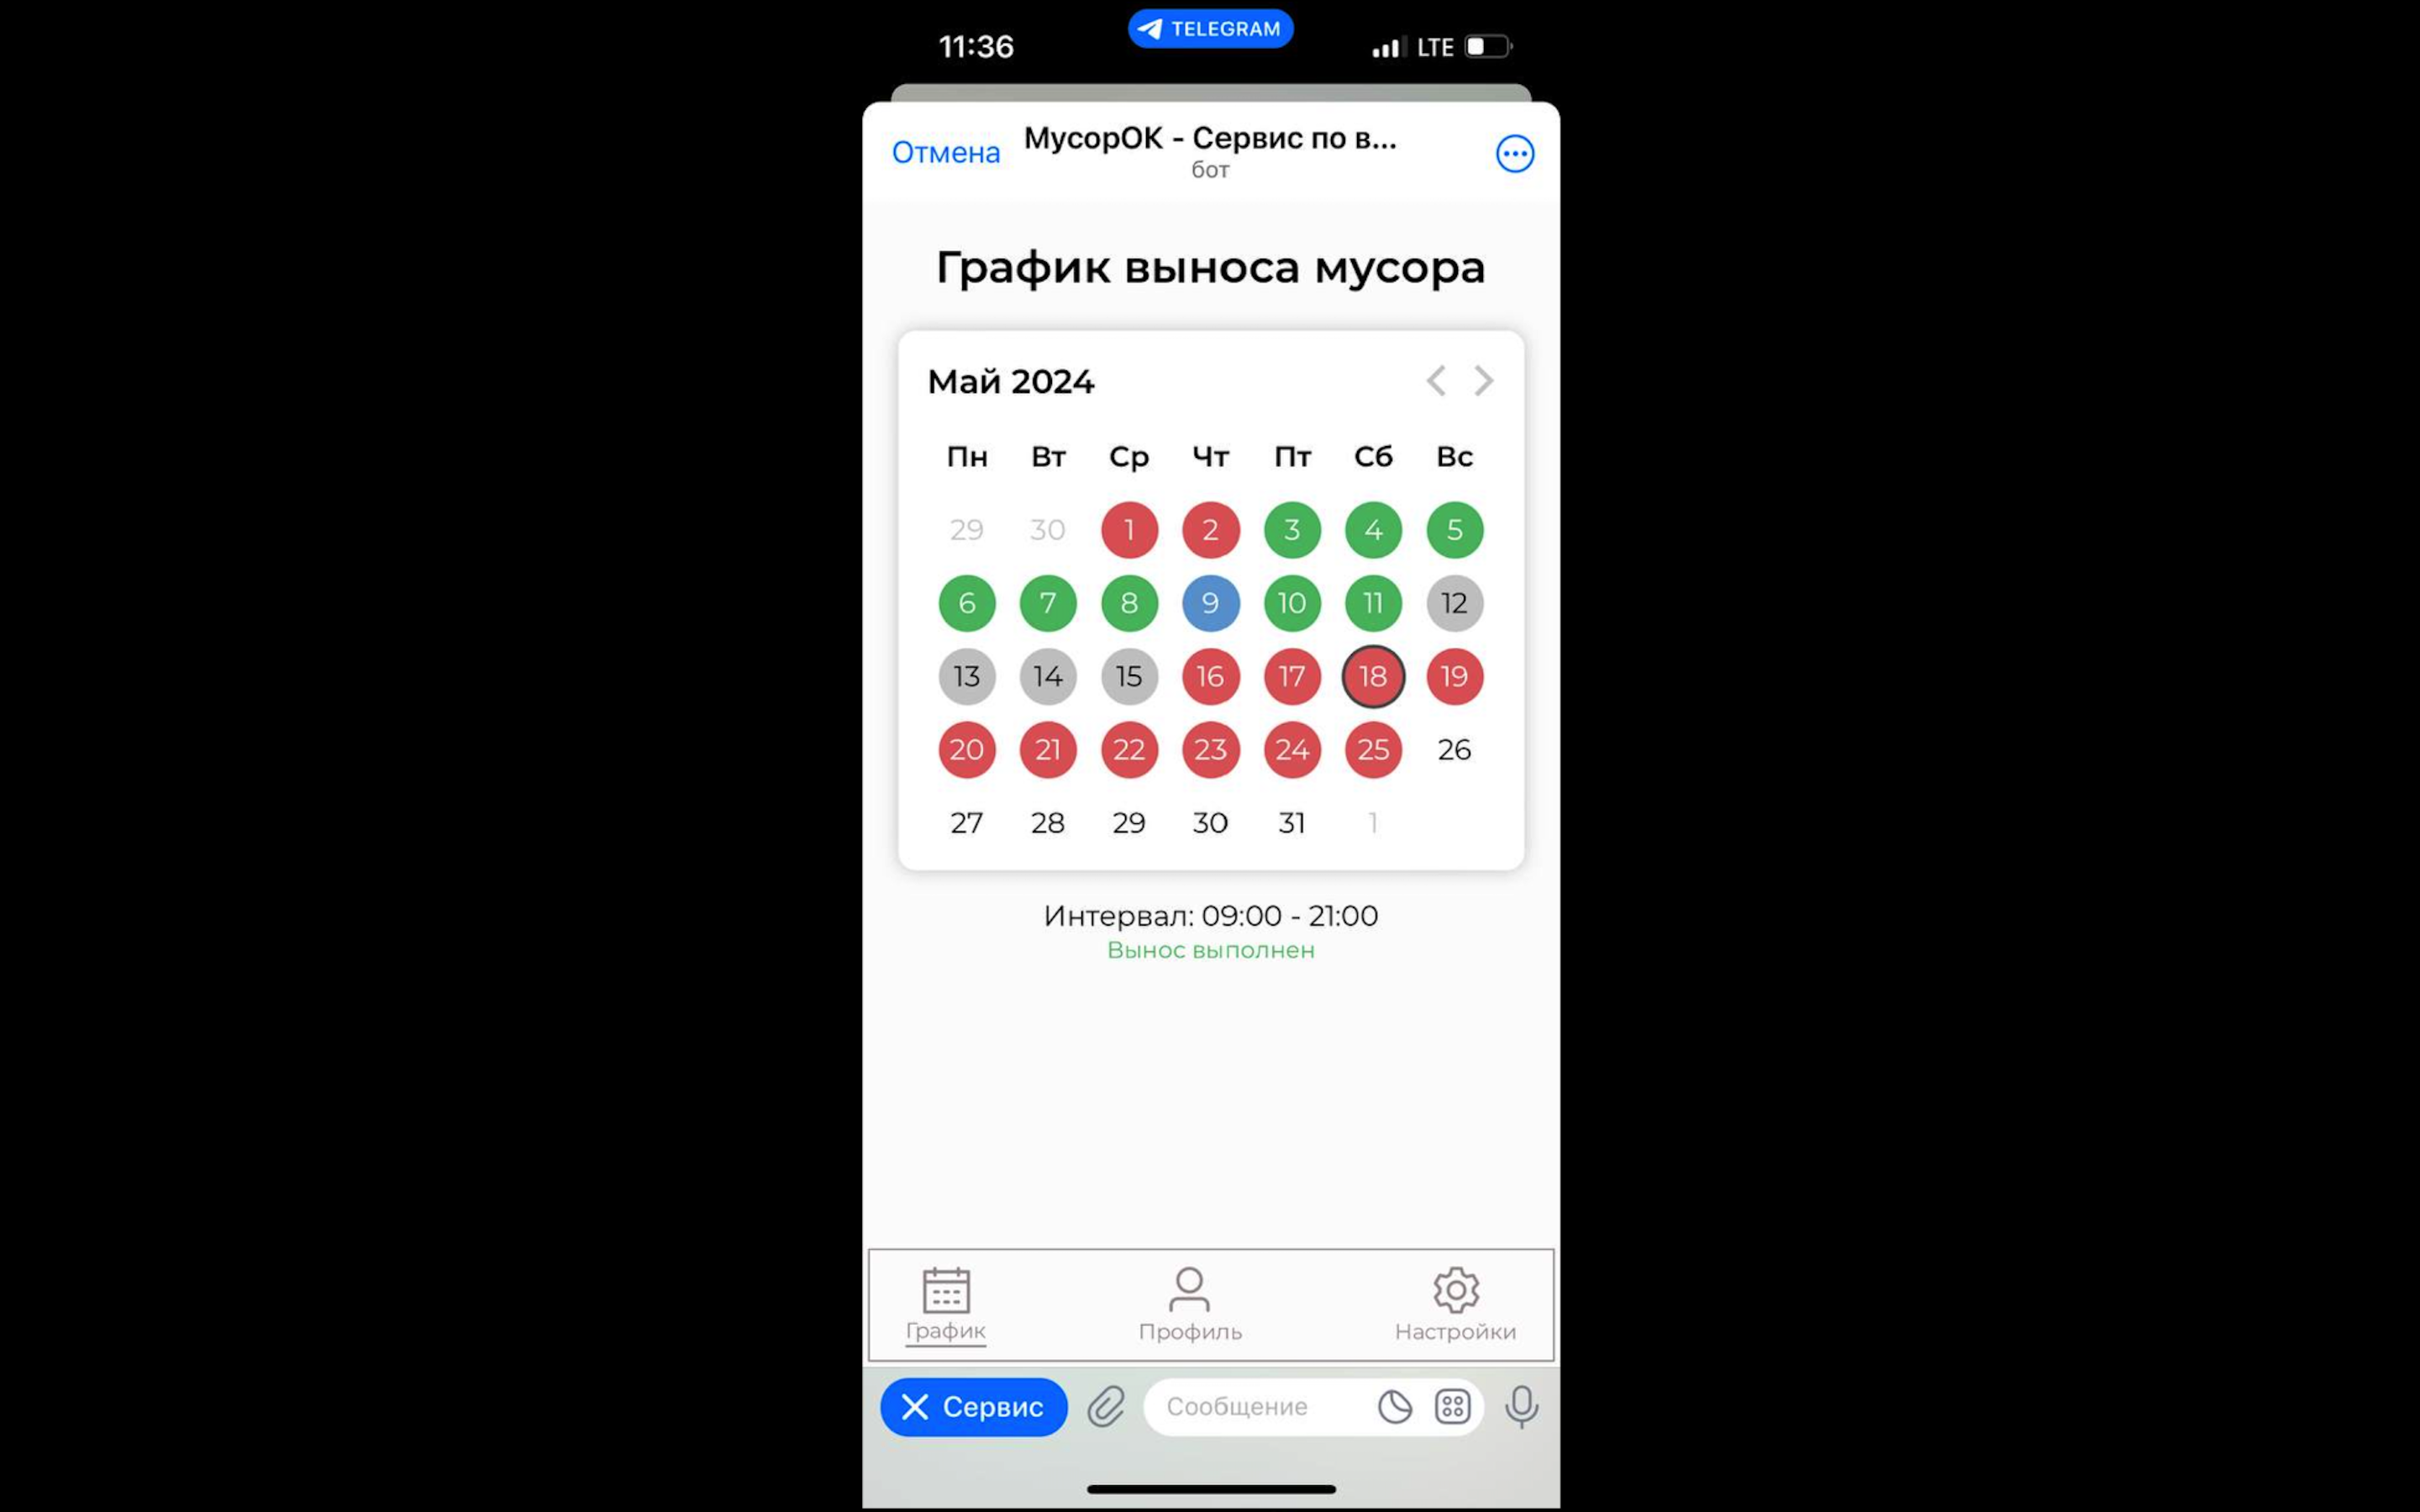 11:36
TELEGRAM
LTE
Отмена
МусорОК - Сервис по в...
бот
График выноса мусора
Май 2024
Пн Вт Ср Чт Пт Сб Вс
29 30 1 2 3 4 5
6 7 8 9 10 11 12
13 14 15 16 17 18 19
20 21 22 23 24 25 26
27 28 29 30 31 1
Интервал: 09:00 - 21:00
Вынос выполнен
График Профиль Настройки
Сервис Сообщение